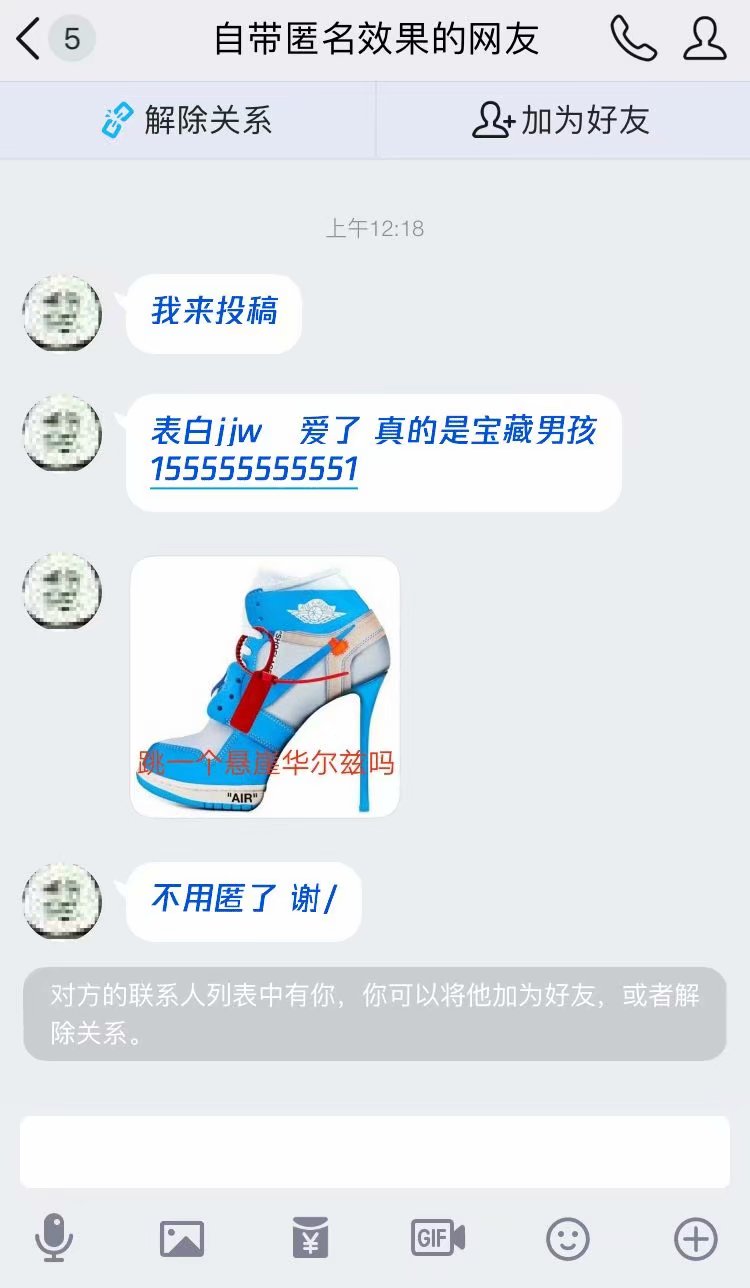 5
自带匿名效果的网友
解除关系
加为好友
上午12:18
我来投稿
表白jjw 爱了 真的是宝藏男孩
155555555551
跳一个悬崖华尔兹吗
"AIR"
不用匿了 谢/
对方的联系人列表中有你，你可以将他加为好友，或者解
除关系。
GIF